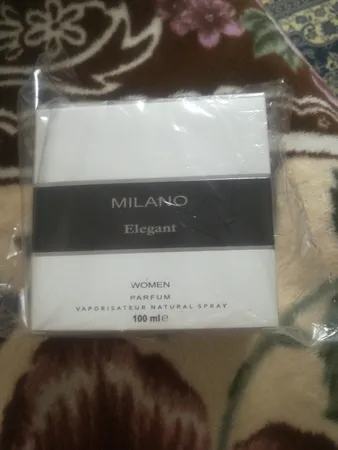 MILANO
Elegant
WOMEN
PARFUM
VAPORISATEUR NATURAL SPRAY
100 ml e